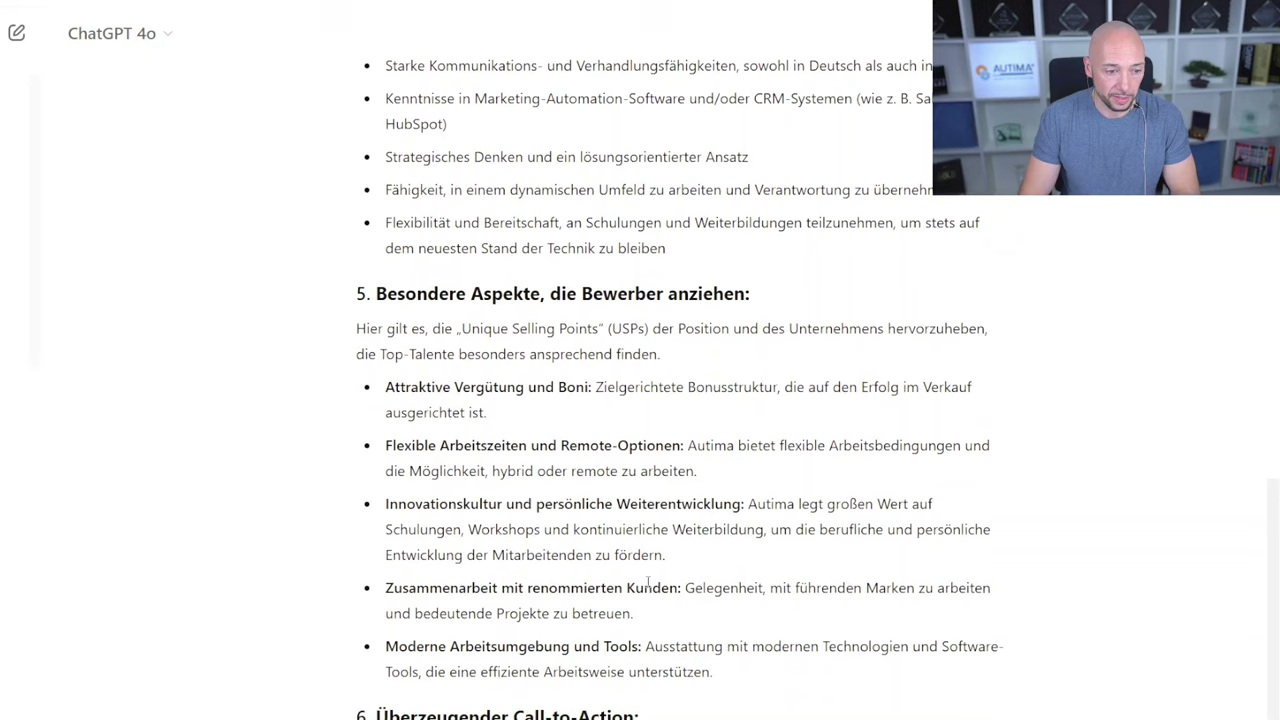 ChatGPT 4o
Starke Kommunikations- und Verhandlungsfähigkeiten, sowohl in Deutsch als auch in
Kenntnisse in Marketing-Automation-Software und/oder CRM-Systemen (wie z. B. Sa
HubSpot)
Strategisches Denken und ein lösungsorientierter Ansatz
Fähigkeit, in einem dynamischen Umfeld zu arbeiten und Verantwortung zu übernehm
Flexibilität und Bereitschaft, an Schulungen und Weiterbildungen teilzunehmen, um stets auf
dem neuesten Stand der Technik zu bleiben
5. Besondere Aspekte, die Bewerber anziehen:
Hier gilt es, die „Unique Selling Points“ (USPs) der Position und des Unternehmens hervorzuheben,
die Top-Talente besonders ansprechend finden.
Attraktive Vergütung und Boni: Zielgerichtete Bonusstruktur, die auf den Erfolg im Verkauf
ausgerichtet ist.
Flexible Arbeitszeiten und Remote-Optionen: Autima bietet flexible Arbeitsbedingungen und
die Möglichkeit, hybrid oder remote zu arbeiten.
Innovationskultur und persönliche Weiterentwicklung: Autima legt großen Wert auf
Schulungen, Workshops und kontinuierliche Weiterbildung, um die berufliche und persönliche
Entwicklung der Mitarbeitenden zu fördern.
Zusammenarbeit mit renommierten Kunden: Gelegenheit, mit führenden Marken zu arbeiten
und bedeutende Projekte zu betreuen.
Moderne Arbeitsumgebung und Tools: Ausstattung mit modernen Technologien und Software-
Tools, die eine effiziente Arbeitsweise unterstützen.
6. Überzeugender Call-to-Action:
AUTIMA